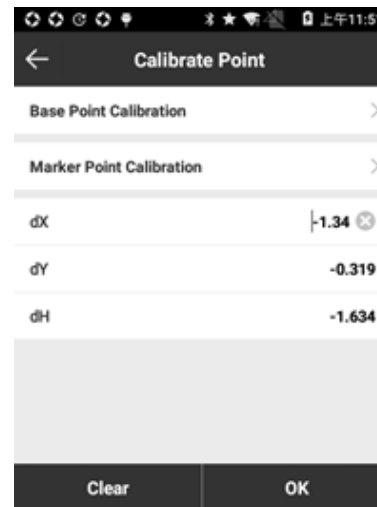 上午11:5
Calibrate Point
Base Point Calibration
Marker Point Calibration
dX -1.34
dY -0.319
dH -1.634
Clear OK